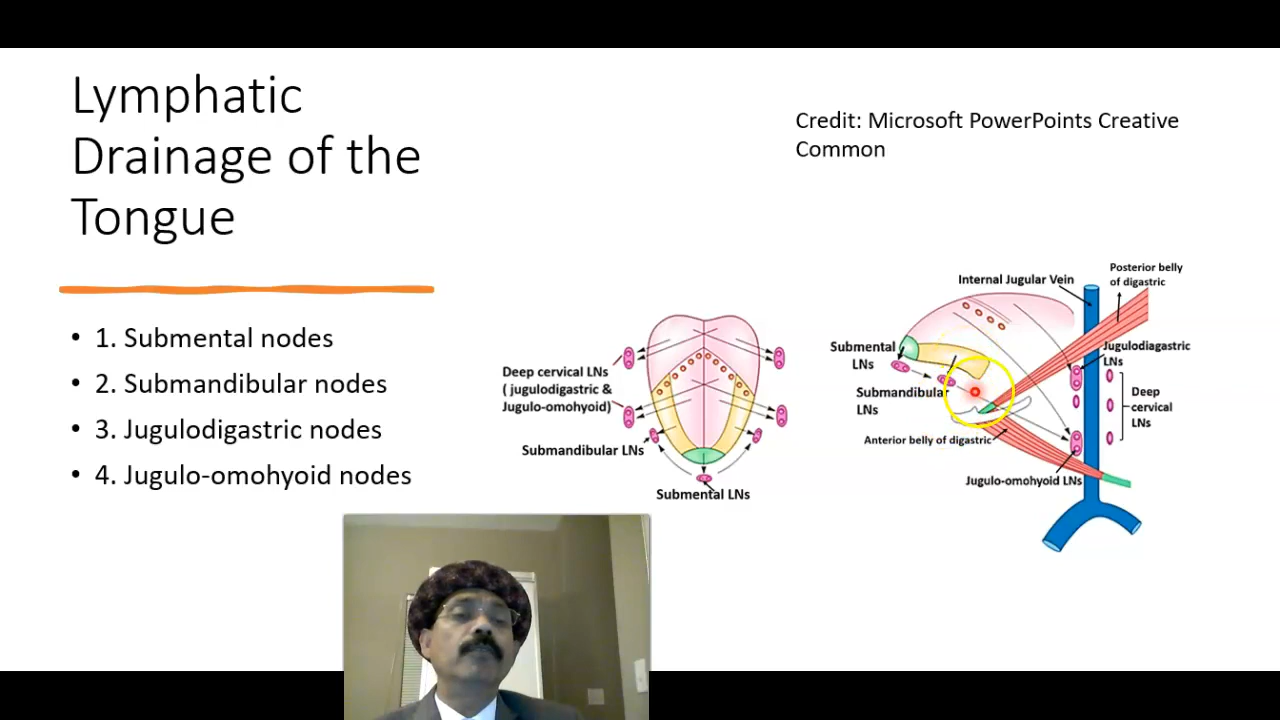 Lymphatic
Drainage of the
Tongue
• 1. Submental nodes
• 2. Submandibular nodes
• 3. Jugulodigastric nodes
• 4. Jugulo-omohyoid nodes
Credit: Microsoft PowerPoints Creative
Common
Deep cervical LNs
( jugulodigastric &
Jugulo-omohyoid)
Submandibular LNs
Submental LNs
Internal Jugular Vein
Posterior belly
of digastric
Submental
LNs
Submandibular
LNs
Anterior belly of digastric
Jugulo-omohyoid LNs
Jugulodiagastric
LNs
Deep
cervical
LNs